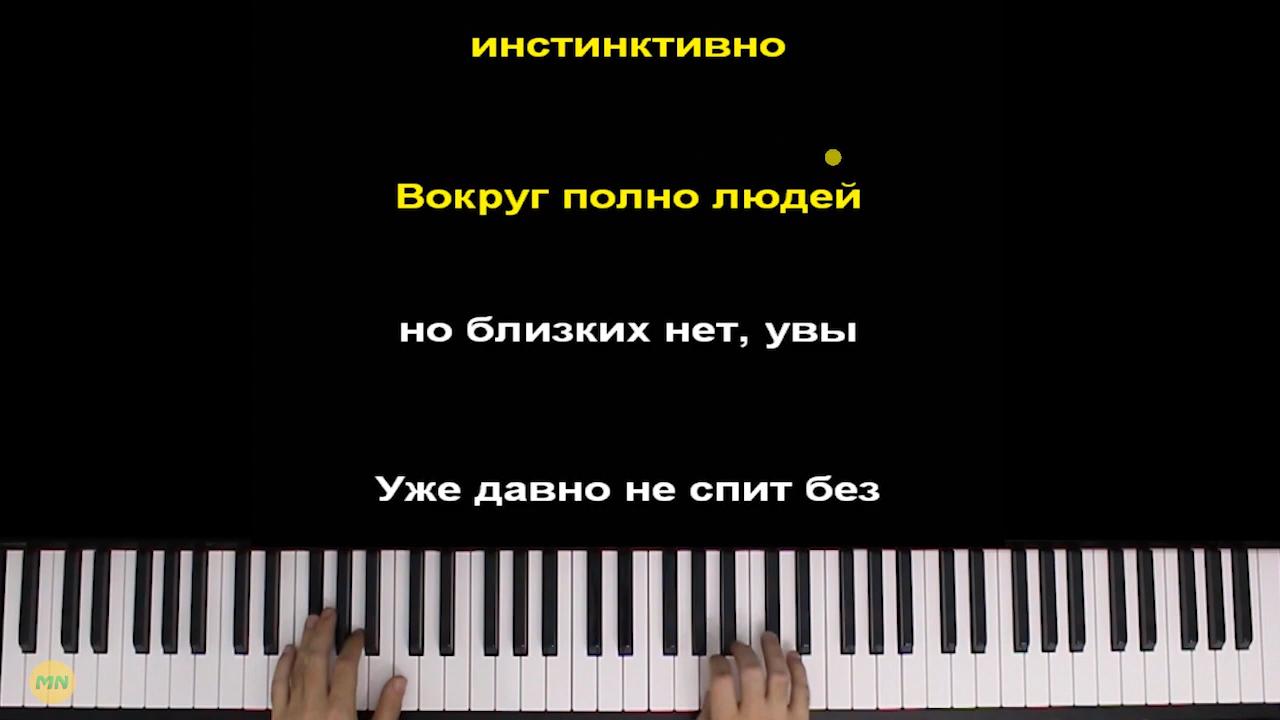 инстинктивно
Вокруг полно людей
но близких нет, увы
Уже давно не спит без
MN